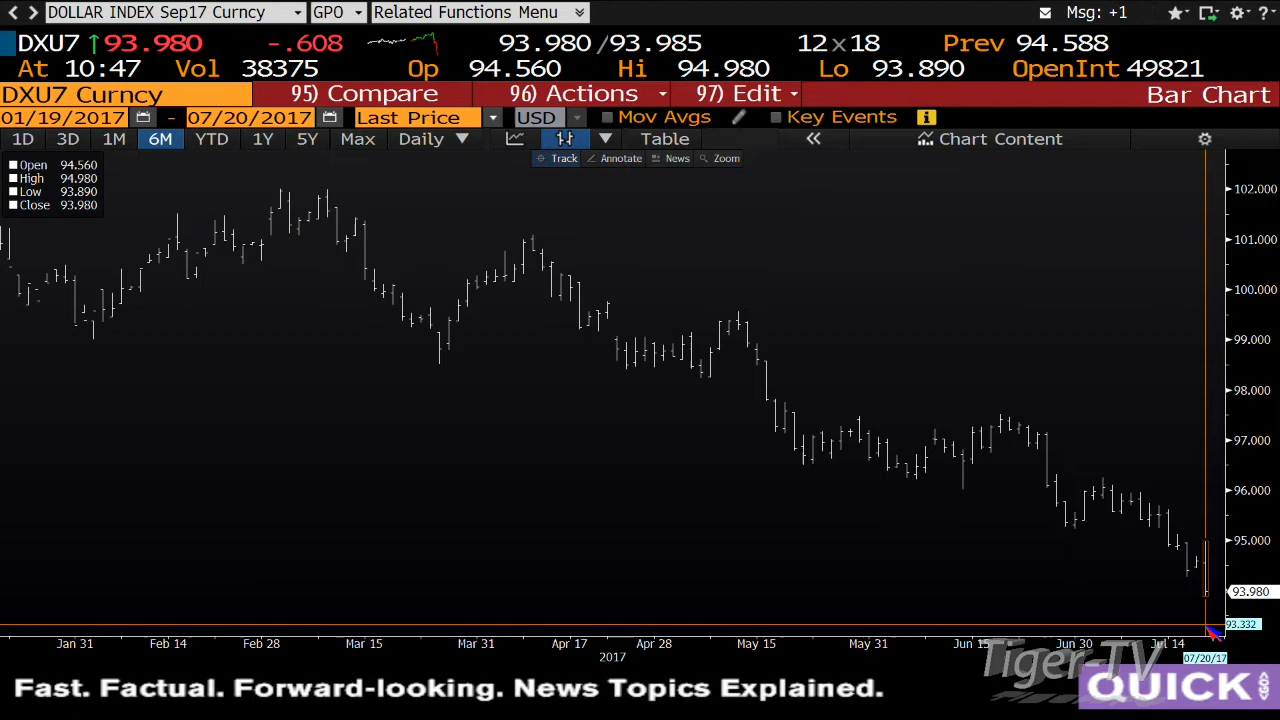 DOLLAR INDEX Sep17 Curncy GPO Related Functions Menu Msg: +1
DXU7 ↑93.980 -.608 93.980/93.985 12x18 Prev 94.588
At 10:47 Vol 38375 Op 94.560 Hi 94.980 Lo 93.890 OpenInt 49821
DXU7 Curncy 95) Compare 96) Actions 97) Edit Bar Chart
01/19/2017 - 07/20/2017 Last Price USD Mov Avgs Key Events
1D 3D 1M 6M YTD 1Y 5Y Max Daily Table Chart Content
Track Annotate News Zoom
Open 94.560
High 94.980
Low 93.890
Close 93.980
102.000
101.000
100.000
99.000
98.000
97.000
96.000
95.000
93.980
93.332
Jan 31 Feb 14 Feb 28 Mar 15 Mar 31 Apr 17 Apr 28 May 15 May 31 Jun 15 Jun 30 Jul 14
2017
07/20/17
Tiger-TV
Fast. Factual. Forward-looking. News Topics Explained.
QUICK